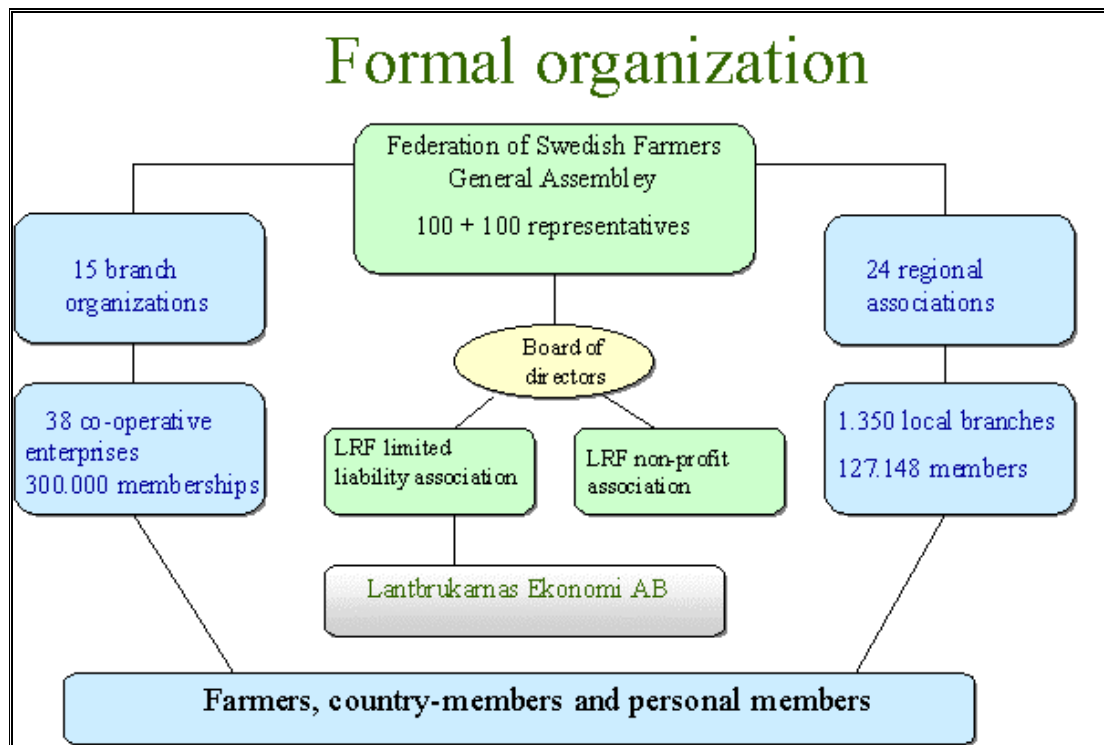 Formal organization
Federation of Swedish Farmers
General Assembley
100 + 100 representatives
15 branch
organizations
24 regional
associations
Board of
directors
38 co-operative
enterprises
300.000 memberships
LRF limited
liability association
LRF non-profit
association
1.350 local branches
127.148 members
Lantbrukarnas Ekonomi AB
Farmers, country-members and personal members